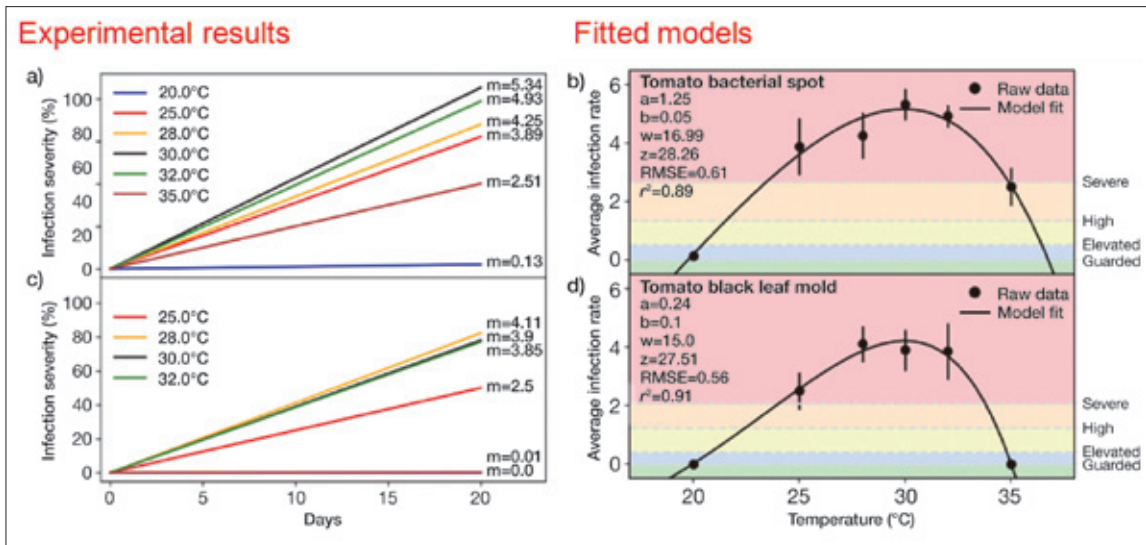 Experimental results
Fitted models
a)
Infection severity (%)
100
80
60
40
20
0
20.0°C
25.0°C
28.0°C
30.0°C
32.0°C
35.0°C
m=5.34
m=4.93
m=4.25
m=3.89
m=2.51
m=0.13
b)
Average infection rate
6
4
2
0
Tomato bacterial spot
a=1.25
b=0.05
w=16.99
z=28.26
RMSE=0.61
r²=0.89
Raw data
Model fit
Severe
High
Elevated
Guarded
c)
Infection severity (%)
100
80
60
40
20
0
25.0°C
28.0°C
30.0°C
32.0°C
m=4.11
m=3.9
m=3.85
m=2.5
m=0.01
m=0.0
0 5 10 15 20
Days
d)
Average infection rate
6
4
2
0
Tomato black leaf mold
a=0.24
b=0.1
w=15.0
z=27.51
RMSE=0.56
r²=0.91
Raw data
Model fit
Severe
High
Elevated
Guarded
20 25 30 35
Temperature (°C)